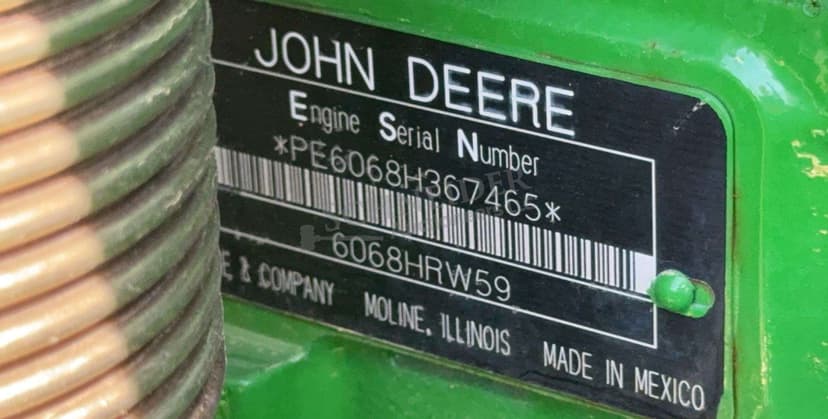 JOHN DEERE
Engine Serial Number
*PE6068H367465*
6068HRW59
E & COMPANY MOLINE, ILLINOIS MADE IN MEXICO